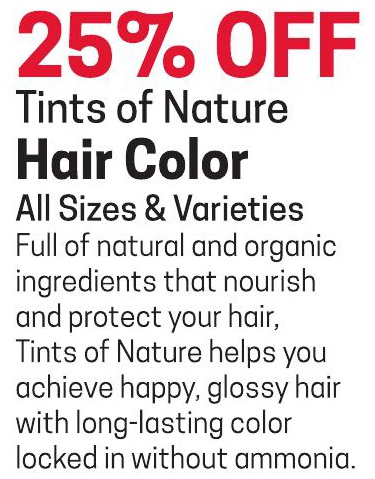 25% OFF
Tints of Nature
Hair Color
All Sizes & Varieties
Full of natural and organic
ingredients that nourish
and protect your hair,
Tints of Nature helps you
achieve happy, glossy hair
with long-lasting color
locked in without ammonia.